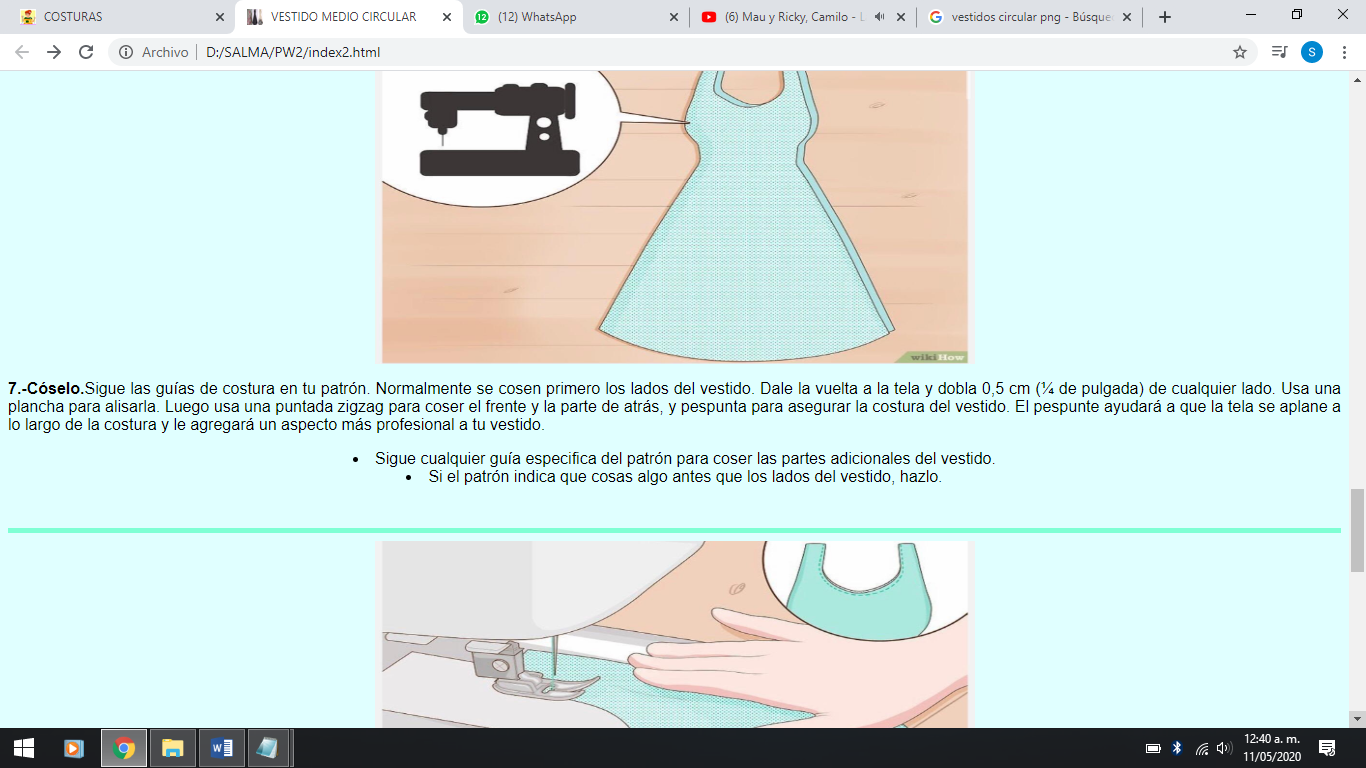 COSTURAS
VESTIDO MEDIO CIRCULAR
12
(12) WhatsApp
(6) Mau y Ricky, Camilo - L
G
vestidos circular png - Búsque
Archivo
D:/SALMA/PW2/index2.html
S
wikiHow
7.-Cóselo.Sigue las guías de costura en tu patrón. Normalmente se cosen primero los lados del vestido. Dale la vuelta a la tela y dobla 0,5 cm (¼ de pulgada) de cualquier lado. Usa una
plancha para alisarla. Luego usa una puntada zigzag para coser el frente y la parte de atrás, y pespunta para asegurar la costura del vestido. El pespunte ayudará a que la tela se aplane a
lo largo de la costura y le agregará un aspecto más profesional a tu vestido.
• Sigue cualquier guía especifica del patrón para coser las partes adicionales del vestido.
• Si el patrón indica que cosas algo antes que los lados del vestido, hazlo.
W
12:40 a. m.
11/05/2020